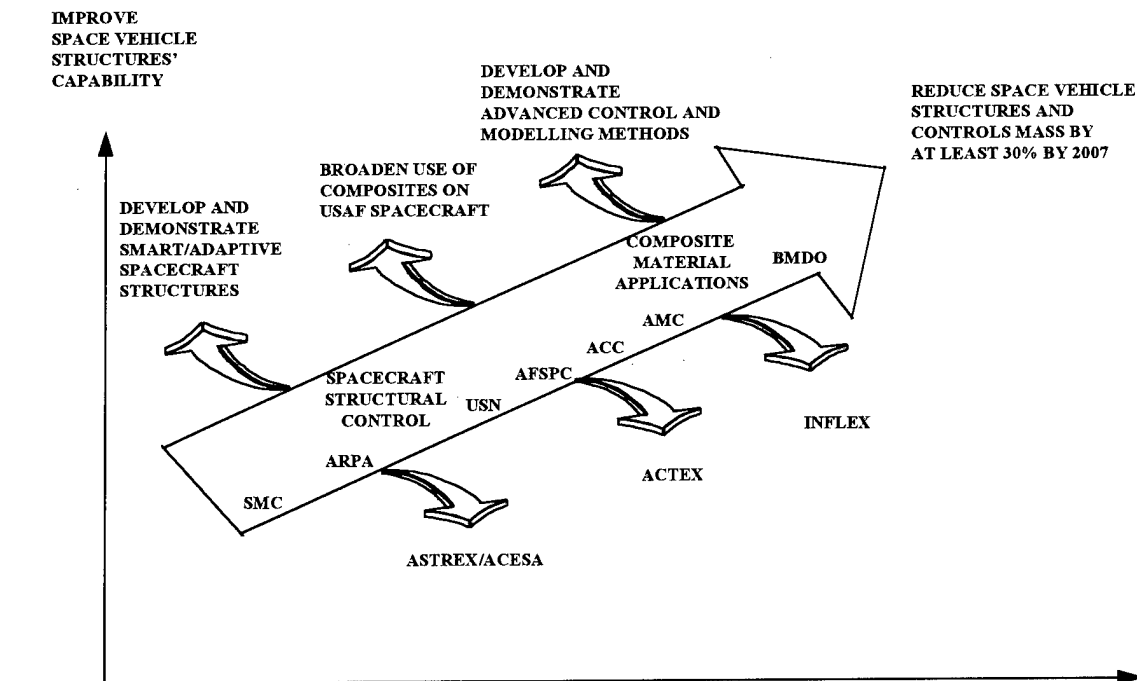 IMPROVE
SPACE VEHICLE
STRUCTURES'
CAPABILITY
DEVELOP AND
DEMONSTRATE
ADVANCED CONTROL AND
MODELLING METHODS
REDUCE SPACE VEHICLE
STRUCTURES AND
CONTROLS MASS BY
AT LEAST 30% BY 2007
BROADEN USE OF
COMPOSITES ON
USAF SPACECRAFT
DEVELOP AND
DEMONSTRATE
SMART/ADAPTIVE
SPACECRAFT
STRUCTURES
COMPOSITE
MATERIAL
APPLICATIONS
BMDO
AMC
ACC
AFSPC
SPACECRAFT
STRUCTURAL
CONTROL
USN
ARPA
SMC
INFLEX
ACTEX
ASTREX/ACESA